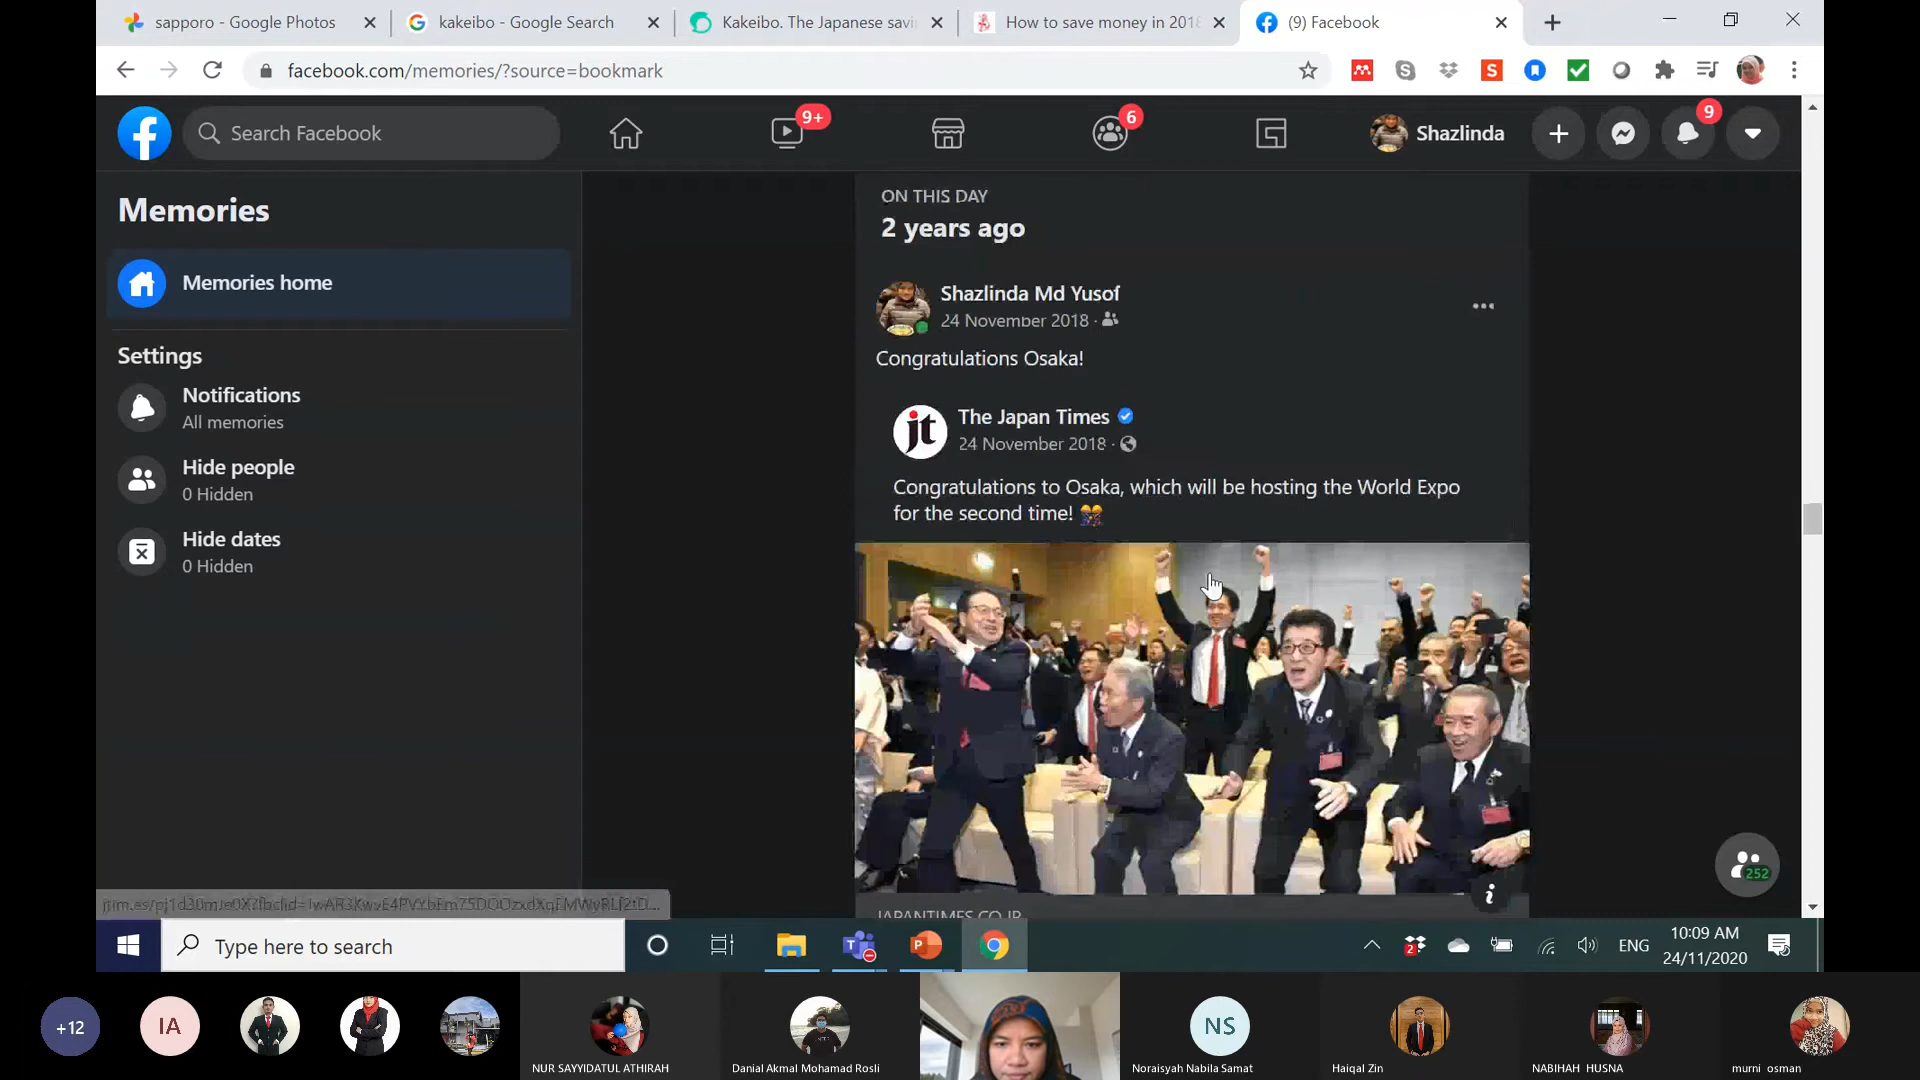 sapporo - Google Photos
kakeibo - Google Search
Kakeibo. The Japanese savi
How to save money in 2018
(9) Facebook
facebook.com/memories/?source=bookmark
Search Facebook
9+
6
Shazlinda
9
Memories
Memories home
Settings
Notifications
All memories
Hide people
0 Hidden
Hide dates
0 Hidden
ON THIS DAY
2 years ago
Shazlinda Md Yusof
24 November 2018 ·
Congratulations Osaka!
jt
The Japan Times
24 November 2018 ·
Congratulations to Osaka, which will be hosting the World Expo
for the second time!
JAPANTIMES.CO.JP
252
Type here to search
ENG
10:09 AM
24/11/2020
+12
IA
NUR SAYYIDATUL ATHIRAH
Danial Akmal Mohamad Rosli
NS
Noraisyah Nabila Samat
Haiqal Zin
NABIHAH HUSNA
murni osman